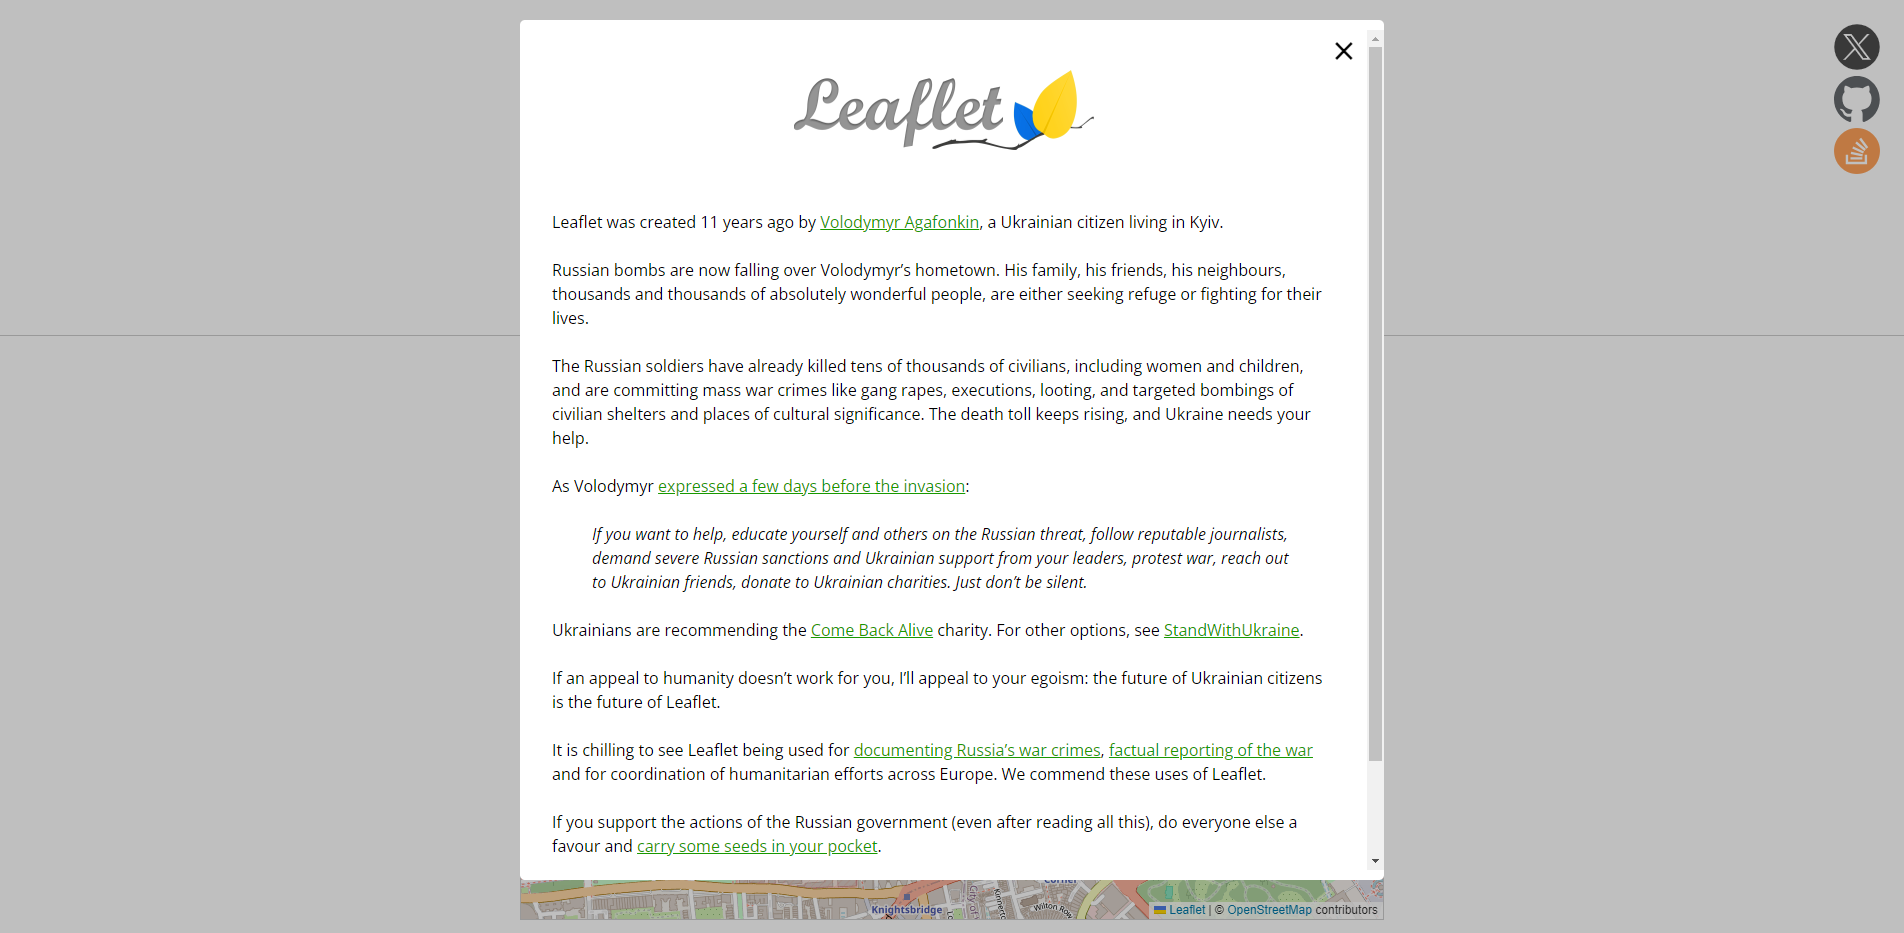 Leaflet
Leaflet was created 11 years ago by Volodymyr Agafonkin, a Ukrainian citizen living in Kyiv.
Russian bombs are now falling over Volodymyr’s hometown. His family, his friends, his neighbours,
thousands and thousands of absolutely wonderful people, are either seeking refuge or fighting for their
lives.
The Russian soldiers have already killed tens of thousands of civilians, including women and children,
and are committing mass war crimes like gang rapes, executions, looting, and targeted bombings of
civilian shelters and places of cultural significance. The death toll keeps rising, and Ukraine needs your
help.
As Volodymyr expressed a few days before the invasion:
If you want to help, educate yourself and others on the Russian threat, follow reputable journalists,
demand severe Russian sanctions and Ukrainian support from your leaders, protest war, reach out
to Ukrainian friends, donate to Ukrainian charities. Just don’t be silent.
Ukrainians are recommending the Come Back Alive charity. For other options, see StandWithUkraine.
If an appeal to humanity doesn’t work for you, I’ll appeal to your egoism: the future of Ukrainian citizens
is the future of Leaflet.
It is chilling to see Leaflet being used for documenting Russia’s war crimes, factual reporting of the war
and for coordination of humanitarian efforts across Europe. We commend these uses of Leaflet.
If you support the actions of the Russian government (even after reading all this), do everyone else a
favour and carry some seeds in your pocket.
Knightsbridge
City of
Wilton Row
Leaflet | © OpenStreetMap contributors